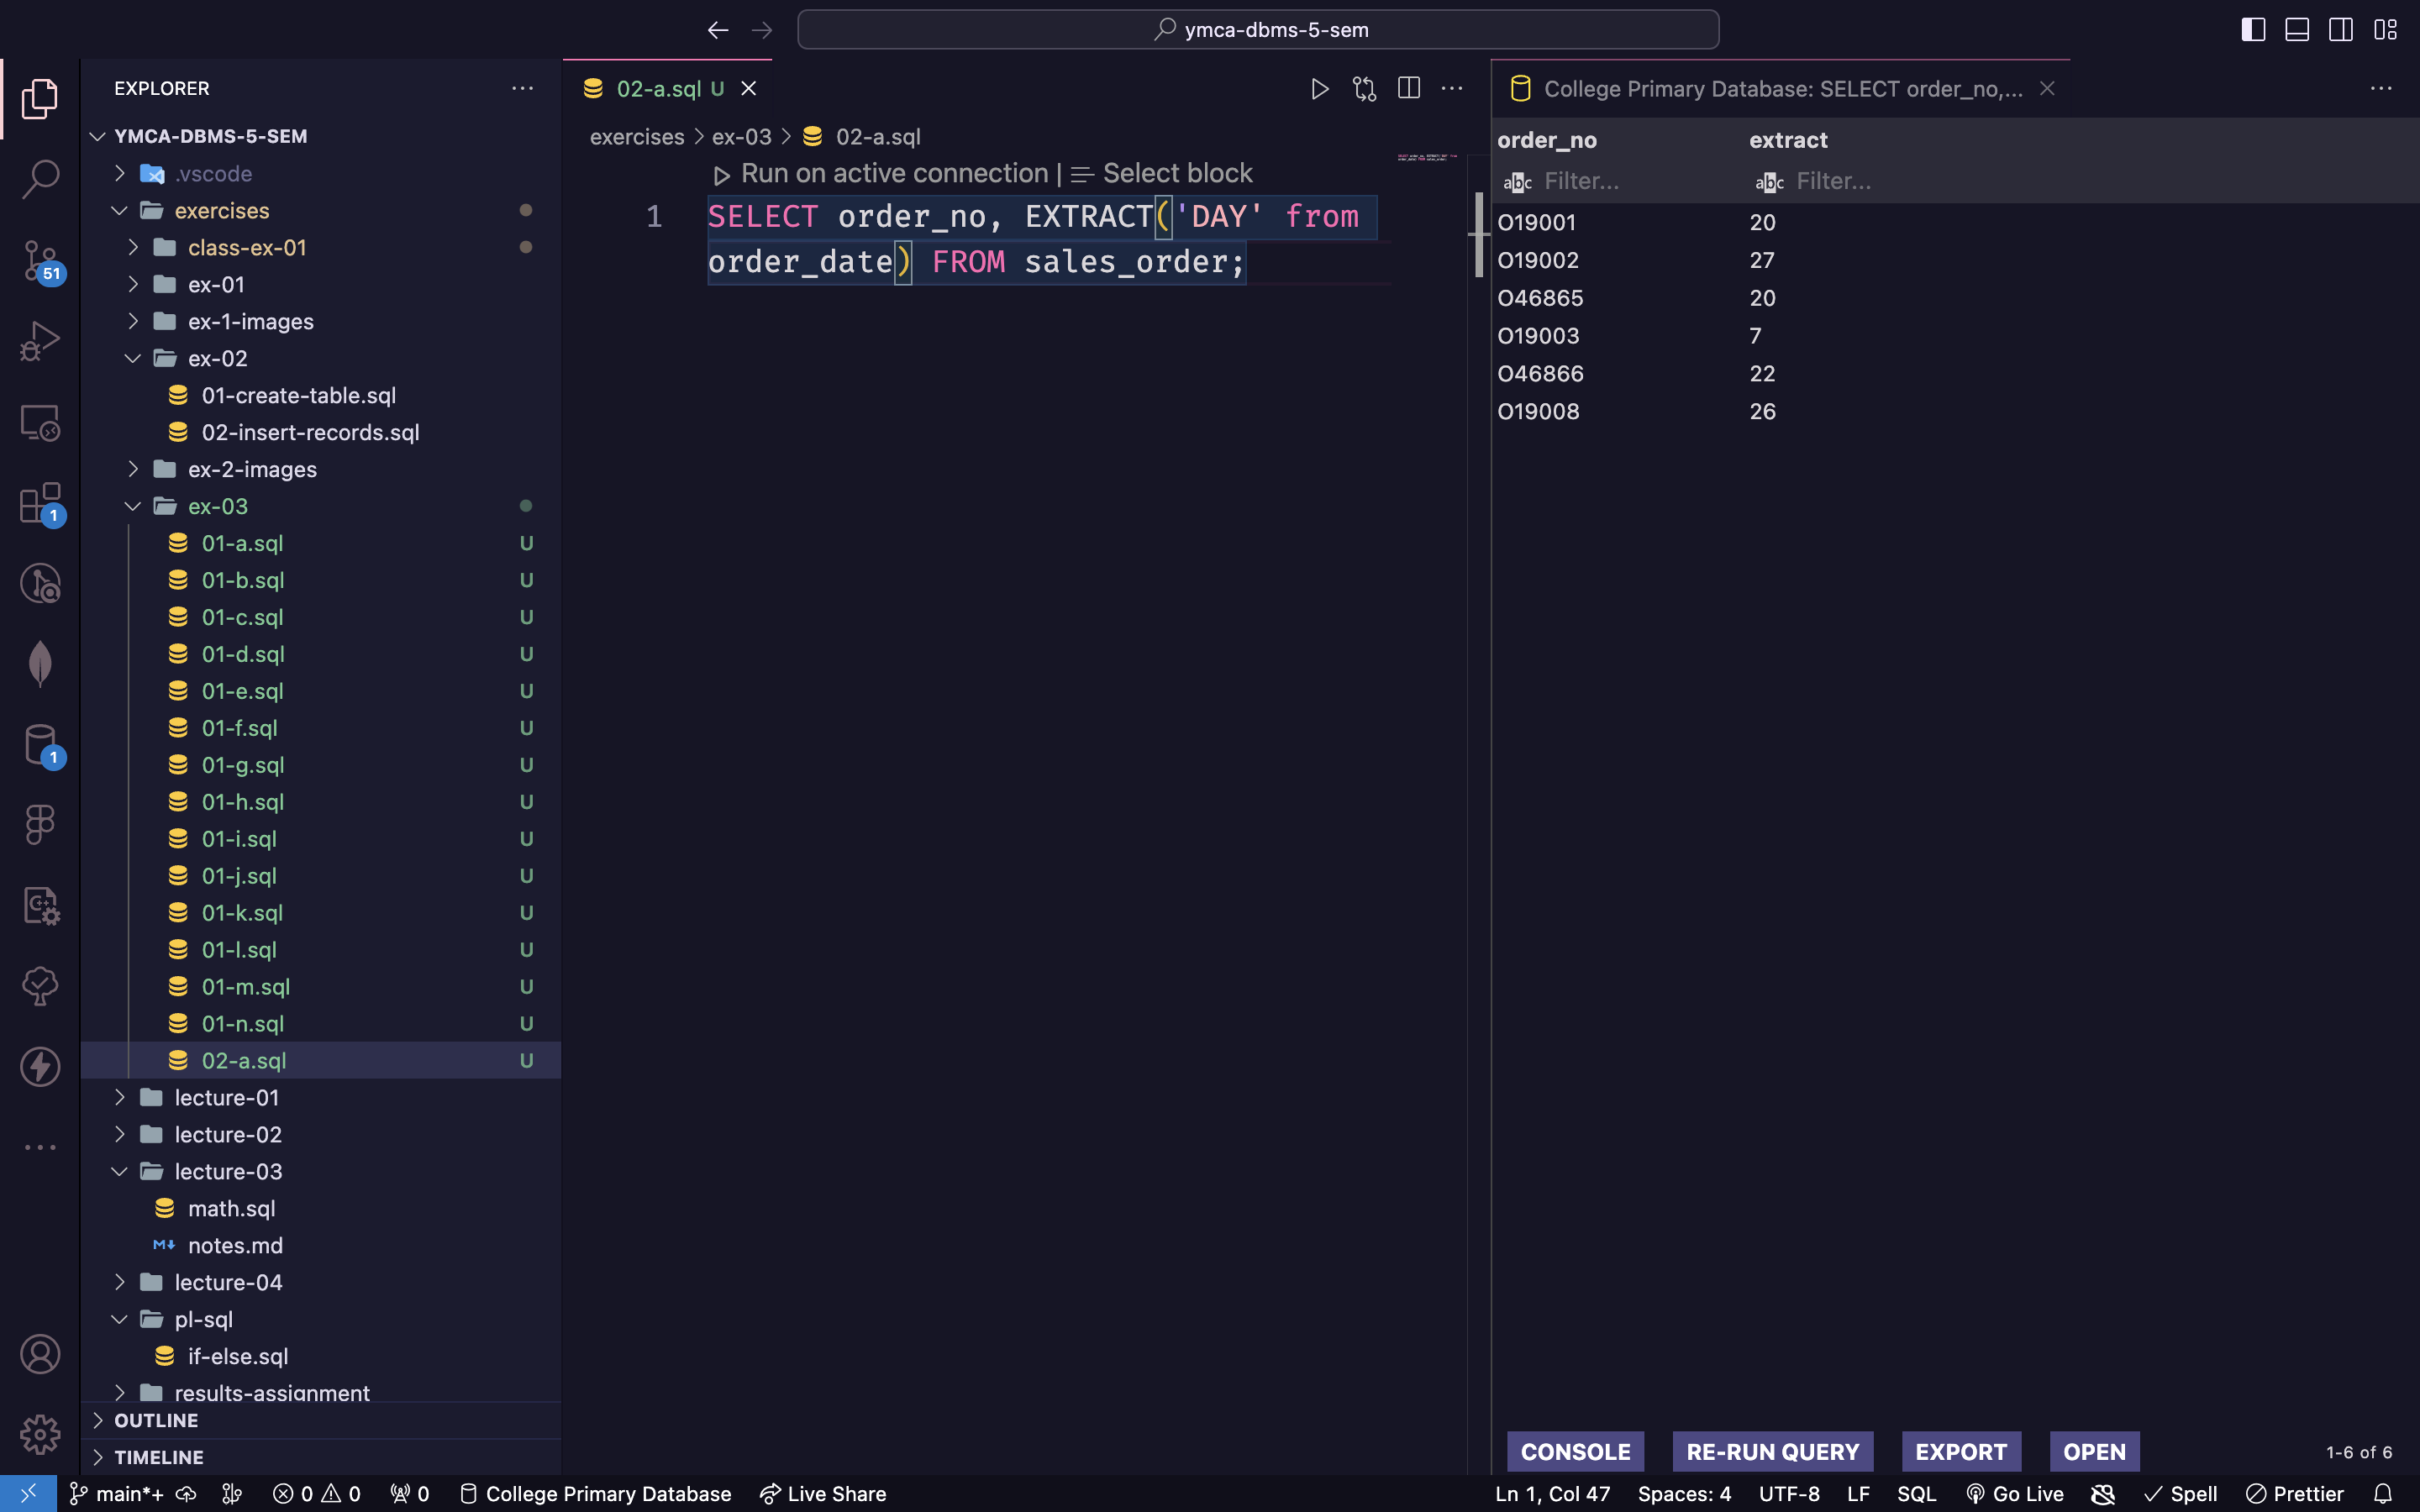 ymca-dbms-5-sem
EXPLORER
YMCA-DBMS-5-SEM
.vscode
exercises
class-ex-01
ex-01
ex-1-images
ex-02
01-create-table.sql
02-insert-records.sql
ex-2-images
ex-03
01-a.sql U
01-b.sql U
01-c.sql U
01-d.sql U
01-e.sql U
01-f.sql U
01-g.sql U
01-h.sql U
01-i.sql U
01-j.sql U
01-k.sql U
01-l.sql U
01-m.sql U
01-n.sql U
02-a.sql U
lecture-01
lecture-02
lecture-03
math.sql
notes.md
lecture-04
pl-sql
if-else.sql
results-assignment
OUTLINE
TIMELINE
51
1
1
02-a.sql U
exercises > ex-03 > 02-a.sql
Run on active connection | Select block
1 SELECT order_no, EXTRACT('DAY' from
order_date) FROM sales_order;
College Primary Database: SELECT order_no,...
order_no extract
abc Filter... abc Filter...
O19001 20
O19002 27
O46865 20
O19003 7
O46866 22
O19008 26
CONSOLE RE-RUN QUERY EXPORT OPEN 1-6 of 6
main*+ 0 0 0 College Primary Database Live Share Ln 1, Col 47 Spaces: 4 UTF-8 LF SQL Go Live Spell Prettier